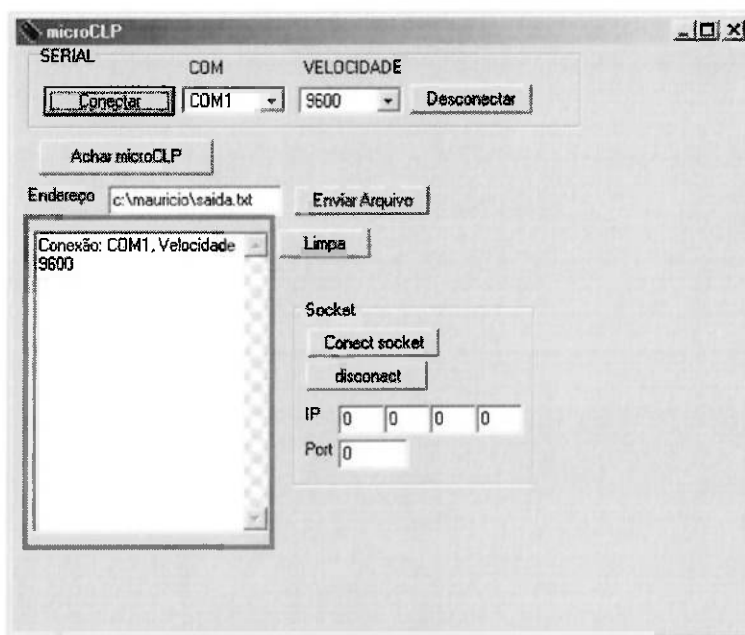 microCLP
SERIAL
COM VELOCIDADE
Conectar COM1 9600 Desconectar
Achar microCLP
Endereço c:\mauricio\saida.txt Enviar Arquivo
Conexão: COM1, Velocidade
9600
Limpa
Socket
Conect socket
disconect
IP 0 0 0 0
Port 0